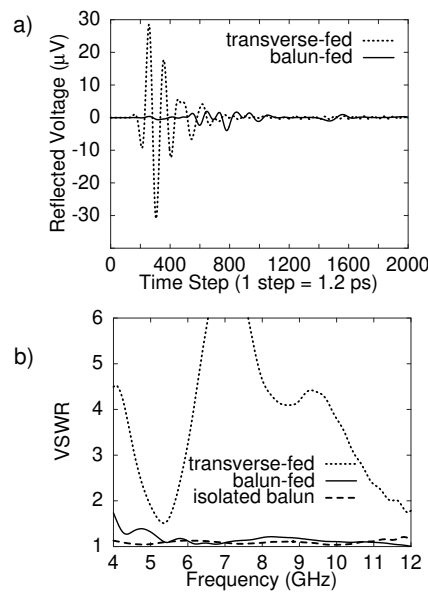 a)
Reflected Voltage (μV)
30
20
10
0
-10
-20
-30
transverse-fed
balun-fed
0 400 800 1200 1600 2000
Time Step (1 step = 1.2 ps)
b)
VSWR
6
5
4
3
2
1
transverse-fed
balun-fed
isolated balun
4 5 6 7 8 9 10 11 12
Frequency (GHz)